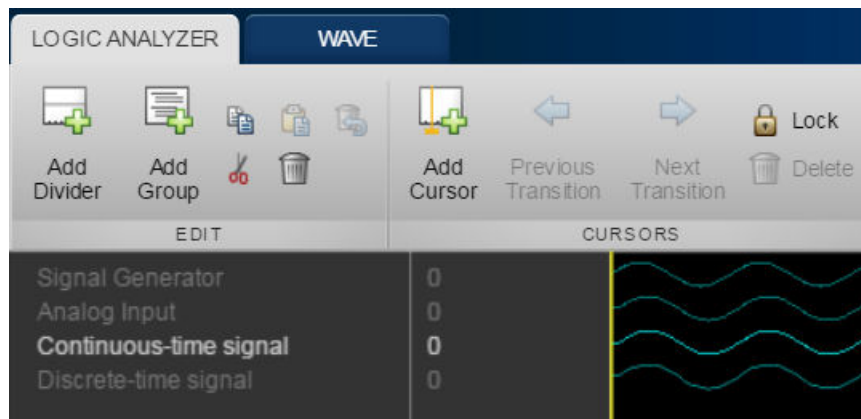 LOGIC ANALYZER
WAVE
Add
Divider
Add
Group
Add
Cursor
Previous
Transition
Next
Transition
Lock
Delete
EDIT
CURSORS
Signal Generator 0
Analog Input 0
Continuous-time signal 0
Discrete-time signal 0